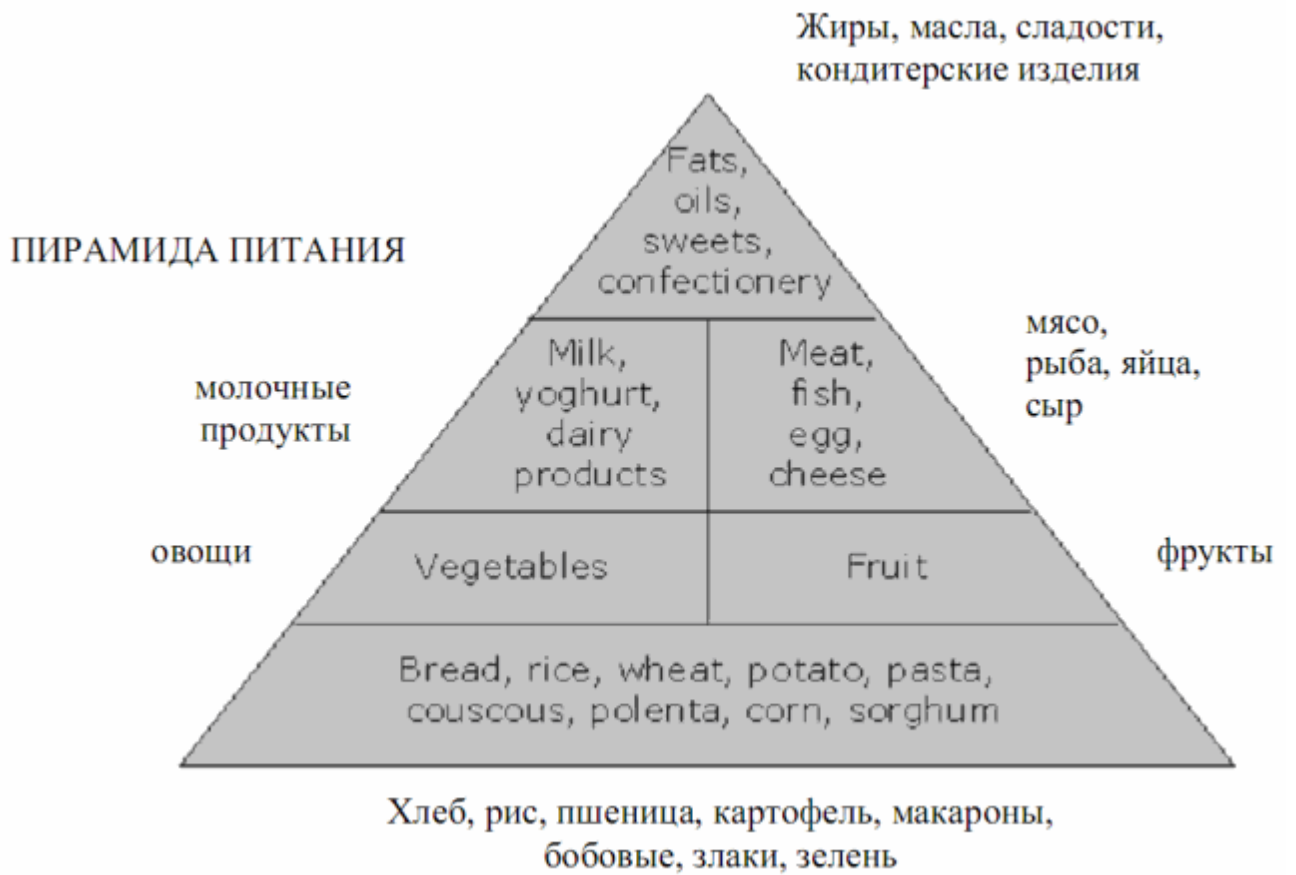 Жиры, масла, сладости,
кондитерские изделия
Fats,
oils,
sweets,
confectionery
ПИРАМИДА ПИТАНИЯ
молочные
продукты
Milk,
yoghurt,
dairy
products
Meat,
fish,
egg,
cheese
мясо,
рыба, яйца,
сыр
овощи
Vegetables
Fruit
фрукты
Bread, rice, wheat, potato, pasta,
couscous, polenta, corn, sorghum
Хлеб, рис, пшеница, картофель, макароны,
бобовые, злаки, зелень